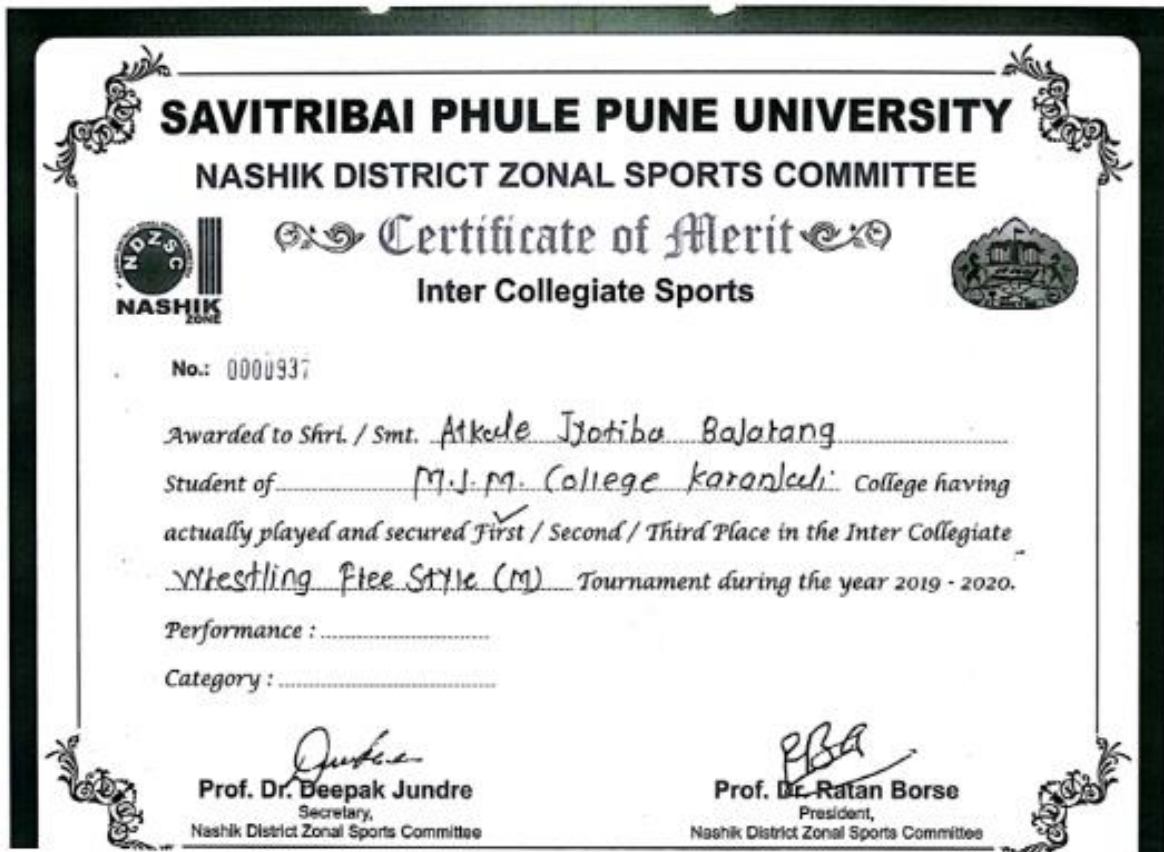 SAVITRIBAI PHULE PUNE UNIVERSITY
NASHIK DISTRICT ZONAL SPORTS COMMITTEE
Certificate of Merit
Inter Collegiate Sports
NDZSC
NASHIK
ZONE
No.: 0000937
Awarded to Shri. / Smt. Atkale Jyotiba Bajarang
Student of M.J.M. College Karanjali College having
actually played and secured First / Second / Third Place in the Inter Collegiate
Wrestling Free Style (M) Tournament during the year 2019 - 2020.
Performance :
Category :
Prof. Dr. Deepak Jundre
Secretary,
Nashik District Zonal Sports Committee
Prof. Dr. Ratan Borse
President,
Nashik District Zonal Sports Committee